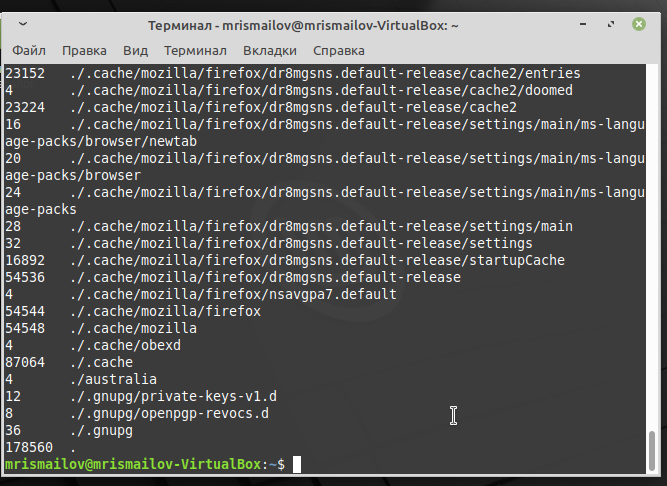 Терминал - mrismailov@mrismailov-VirtualBox: ~
Файл Правка Вид Терминал Вкладки Справка
23152 ./.cache/mozilla/firefox/dr8mgsns.default-release/cache2/entries
4 ./.cache/mozilla/firefox/dr8mgsns.default-release/cache2/doomed
23224 ./.cache/mozilla/firefox/dr8mgsns.default-release/cache2
16 ./.cache/mozilla/firefox/dr8mgsns.default-release/settings/main/ms-langu
age-packs/browser/newtab
20 ./.cache/mozilla/firefox/dr8mgsns.default-release/settings/main/ms-langu
age-packs/browser
24 ./.cache/mozilla/firefox/dr8mgsns.default-release/settings/main/ms-langu
age-packs
28 ./.cache/mozilla/firefox/dr8mgsns.default-release/settings/main
32 ./.cache/mozilla/firefox/dr8mgsns.default-release/settings
16892 ./.cache/mozilla/firefox/dr8mgsns.default-release/startupCache
54536 ./.cache/mozilla/firefox/dr8mgsns.default-release
4 ./.cache/mozilla/firefox/nsavgpa7.default
54544 ./.cache/mozilla/firefox
54548 ./.cache/mozilla
4 ./.cache/obexd
87064 ./.cache
4 ./australia
12 ./.gnupg/private-keys-v1.d
8 ./.gnupg/openpgp-revocs.d
36 ./.gnupg
178560 .
mrismailov@mrismailov-VirtualBox:~$